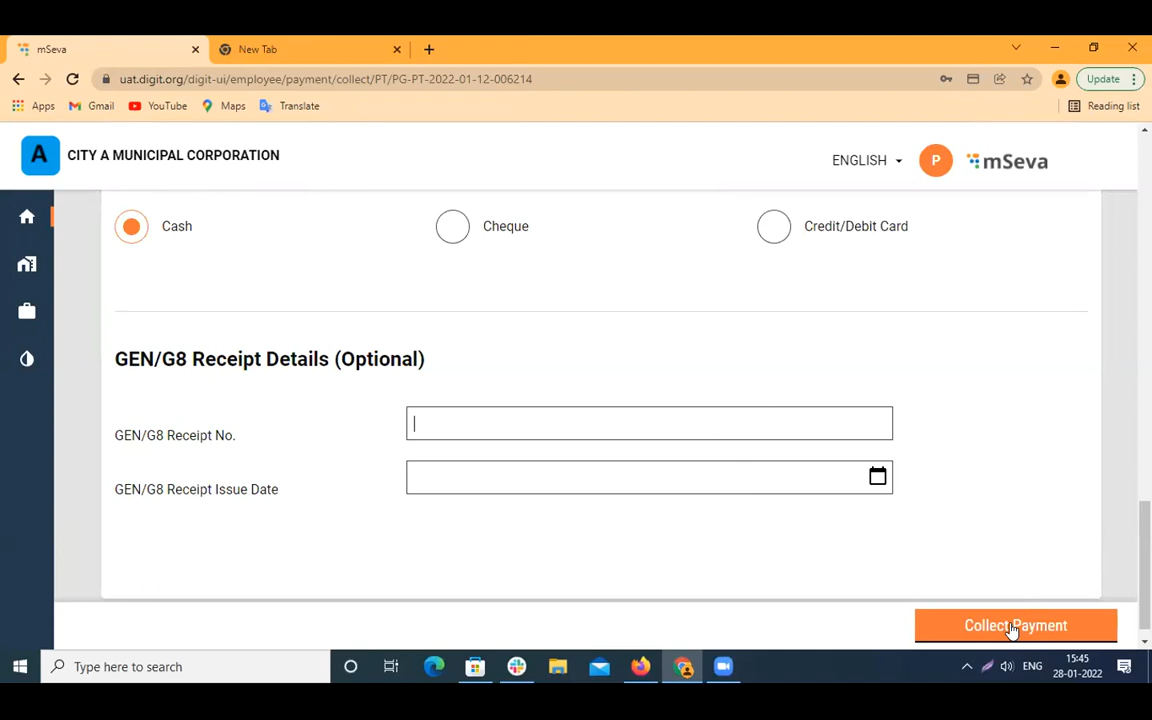 mSeva
New Tab
uat.digit.org/digit-ui/employee/payment/collect/PT/PG-PT-2022-01-12-006214
Update
Apps
Gmail
YouTube
Maps
Translate
Reading list
A
CITY A MUNICIPAL CORPORATION
ENGLISH
P
mSeva
Cash
Cheque
Credit/Debit Card
GEN/G8 Receipt Details (Optional)
GEN/G8 Receipt No.
GEN/G8 Receipt Issue Date
Collect Payment
Type here to search
ENG
15:45
28-01-2022